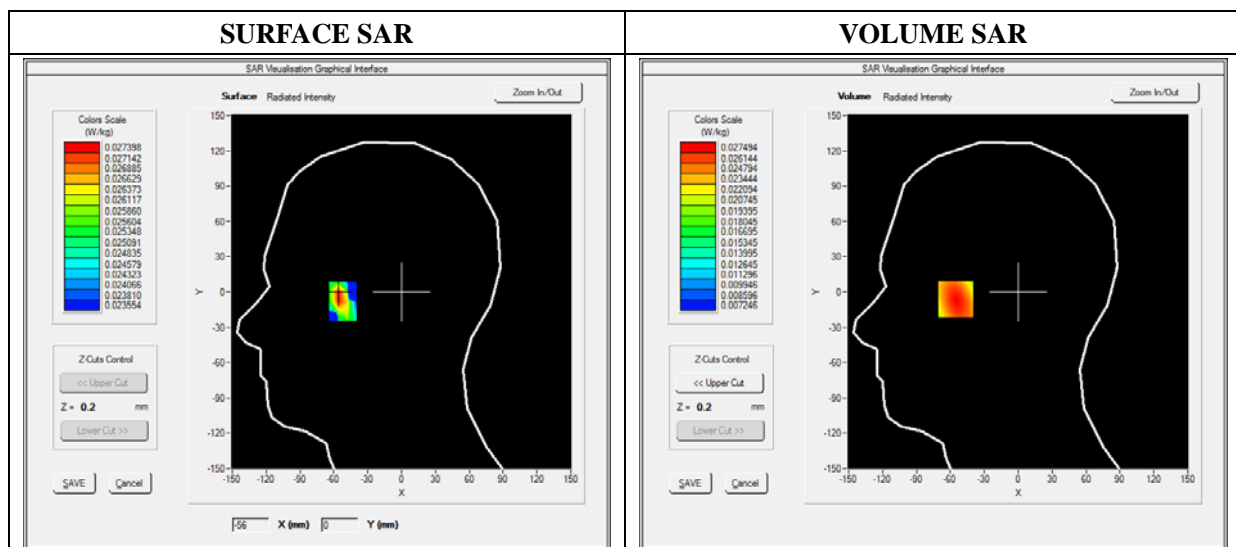 SURFACE SAR
VOLUME SAR
SAR Visualisation Graphical Interface
Surface Radiated Intensity
Zoom In/Out
Colors Scale
(W/kg)
0.027398
0.027142
0.026885
0.026629
0.026373
0.026117
0.025860
0.025604
0.025348
0.025091
0.024835
0.024579
0.024323
0.024066
0.023810
0.023554
Z-Cuts Control
<< Upper Cut
Z = 0.2 mm
Lower Cut >>
SAVE
Cancel
150
120
90
60
30
0
-30
-60
-90
-120
-150
Y
-150 -120 -90 -60 -30 0 30 60 90 120 150
X
-56 X (mm) 0 Y (mm)
SAR Visualisation Graphical Interface
Volume Radiated Intensity
Zoom In/Out
Colors Scale
(W/kg)
0.027494
0.026144
0.024794
0.023444
0.022094
0.020745
0.019395
0.018045
0.016695
0.015345
0.013995
0.012645
0.011296
0.009946
0.008596
0.007246
Z-Cuts Control
<< Upper Cut
Z = 0.2 mm
Lower Cut >>
SAVE
Cancel
150
120
90
60
30
0
-30
-60
-90
-120
-150
Y
-150 -120 -90 -60 -30 0 30 60 90 120 150
X